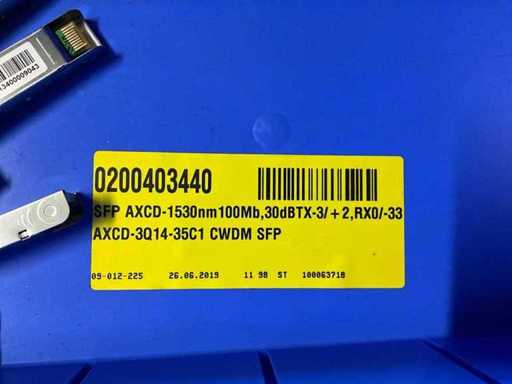 13400009043
0200403440
SFP AXCD-1530nm100Mb,30dBTX-3/+2,RX0/-33
AXCD-3Q14-35C1 CWDM SFP
09-012-225 26.06.2019 11 98 ST 100063718